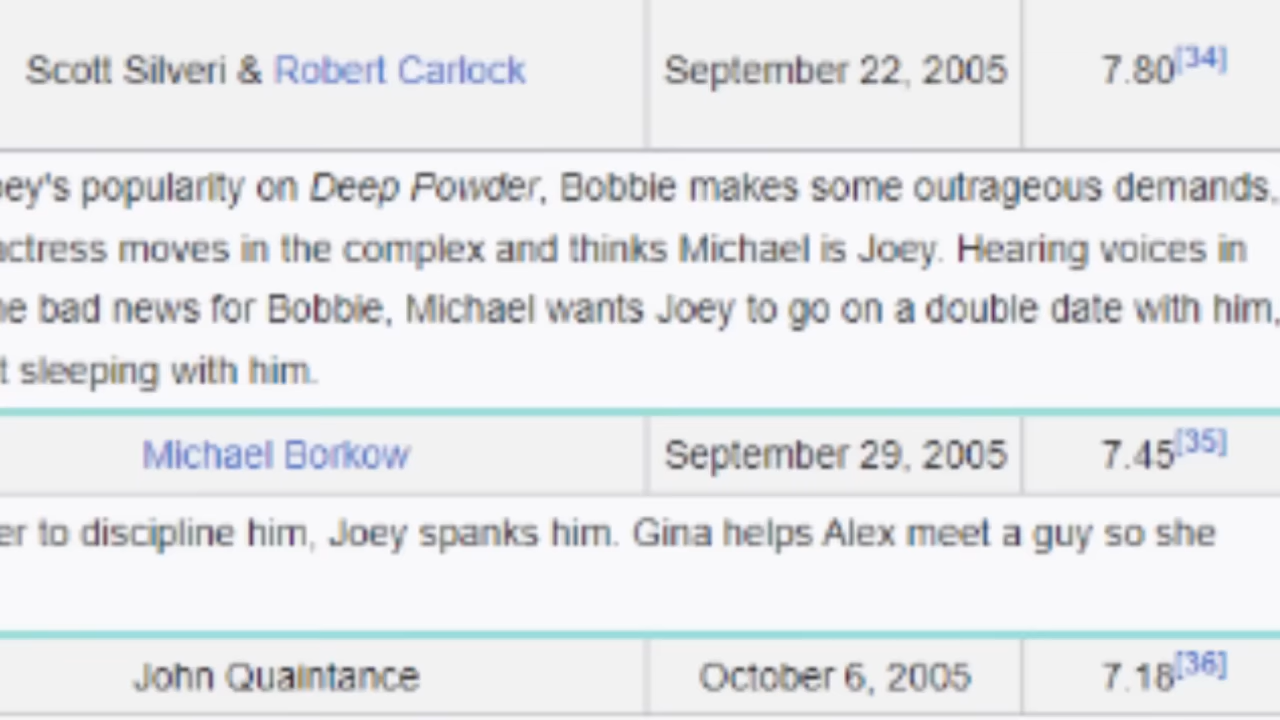 Scott Silveri & Robert Carlock September 22, 2005 7.80[34]
oey's popularity on Deep Powder, Bobbie makes some outrageous demands,
actress moves in the complex and thinks Michael is Joey. Hearing voices in
he bad news for Bobbie, Michael wants Joey to go on a double date with him,
t sleeping with him.
Michael Borkow September 29, 2005 7.45[35]
er to discipline him, Joey spanks him. Gina helps Alex meet a guy so she
John Quaintance October 6, 2005 7.18[36]